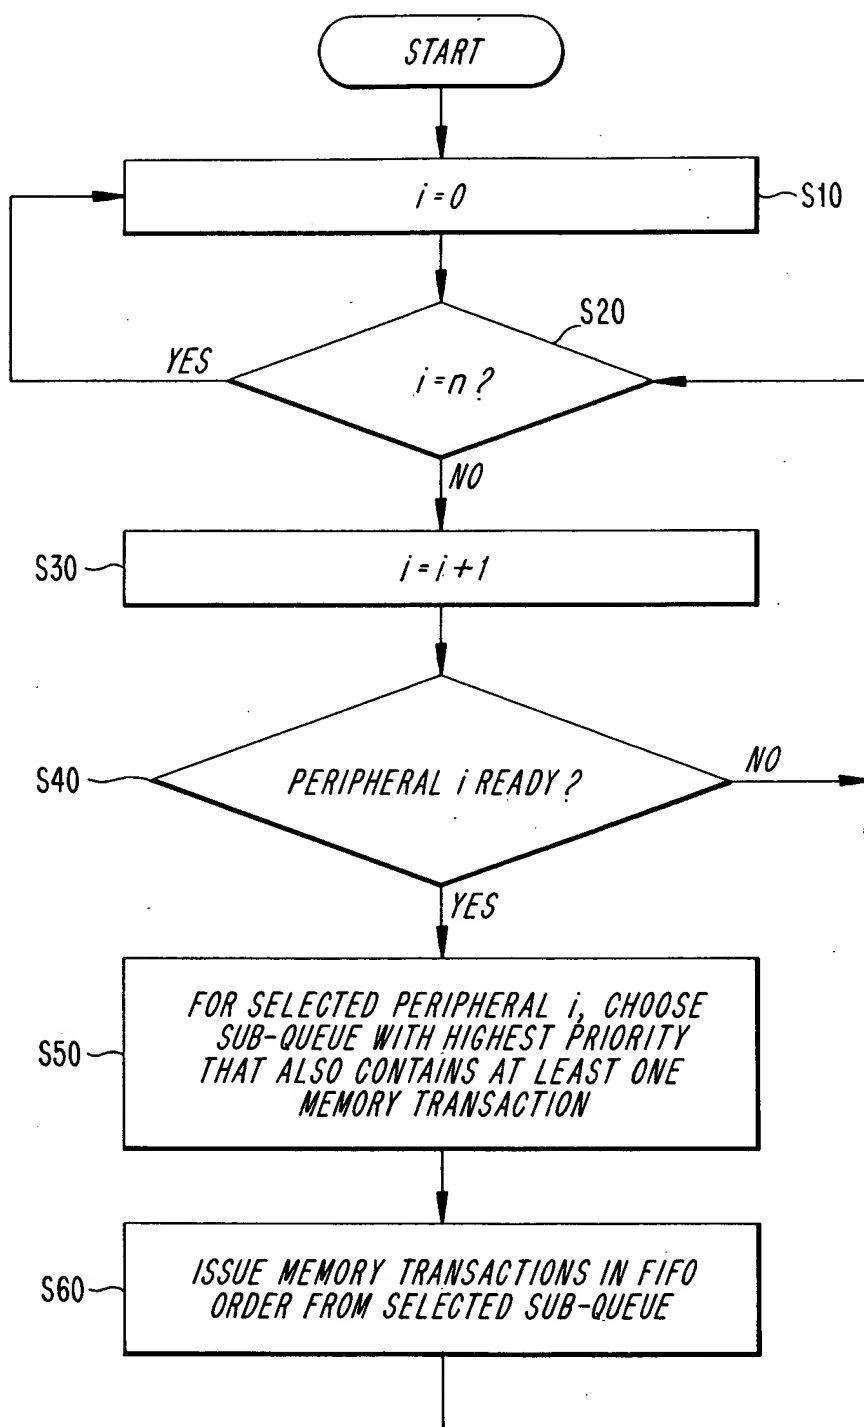 START
i=0
S10
S20
YES
i=n?
NO
S30
i=i+1
S40
PERIPHERAL i READY?
NO
YES
S50
FOR SELECTED PERIPHERAL i, CHOOSE
SUB-QUEUE WITH HIGHEST PRIORITY
THAT ALSO CONTAINS AT LEAST ONE
MEMORY TRANSACTION
S60
ISSUE MEMORY TRANSACTIONS IN FIFO
ORDER FROM SELECTED SUB-QUEUE